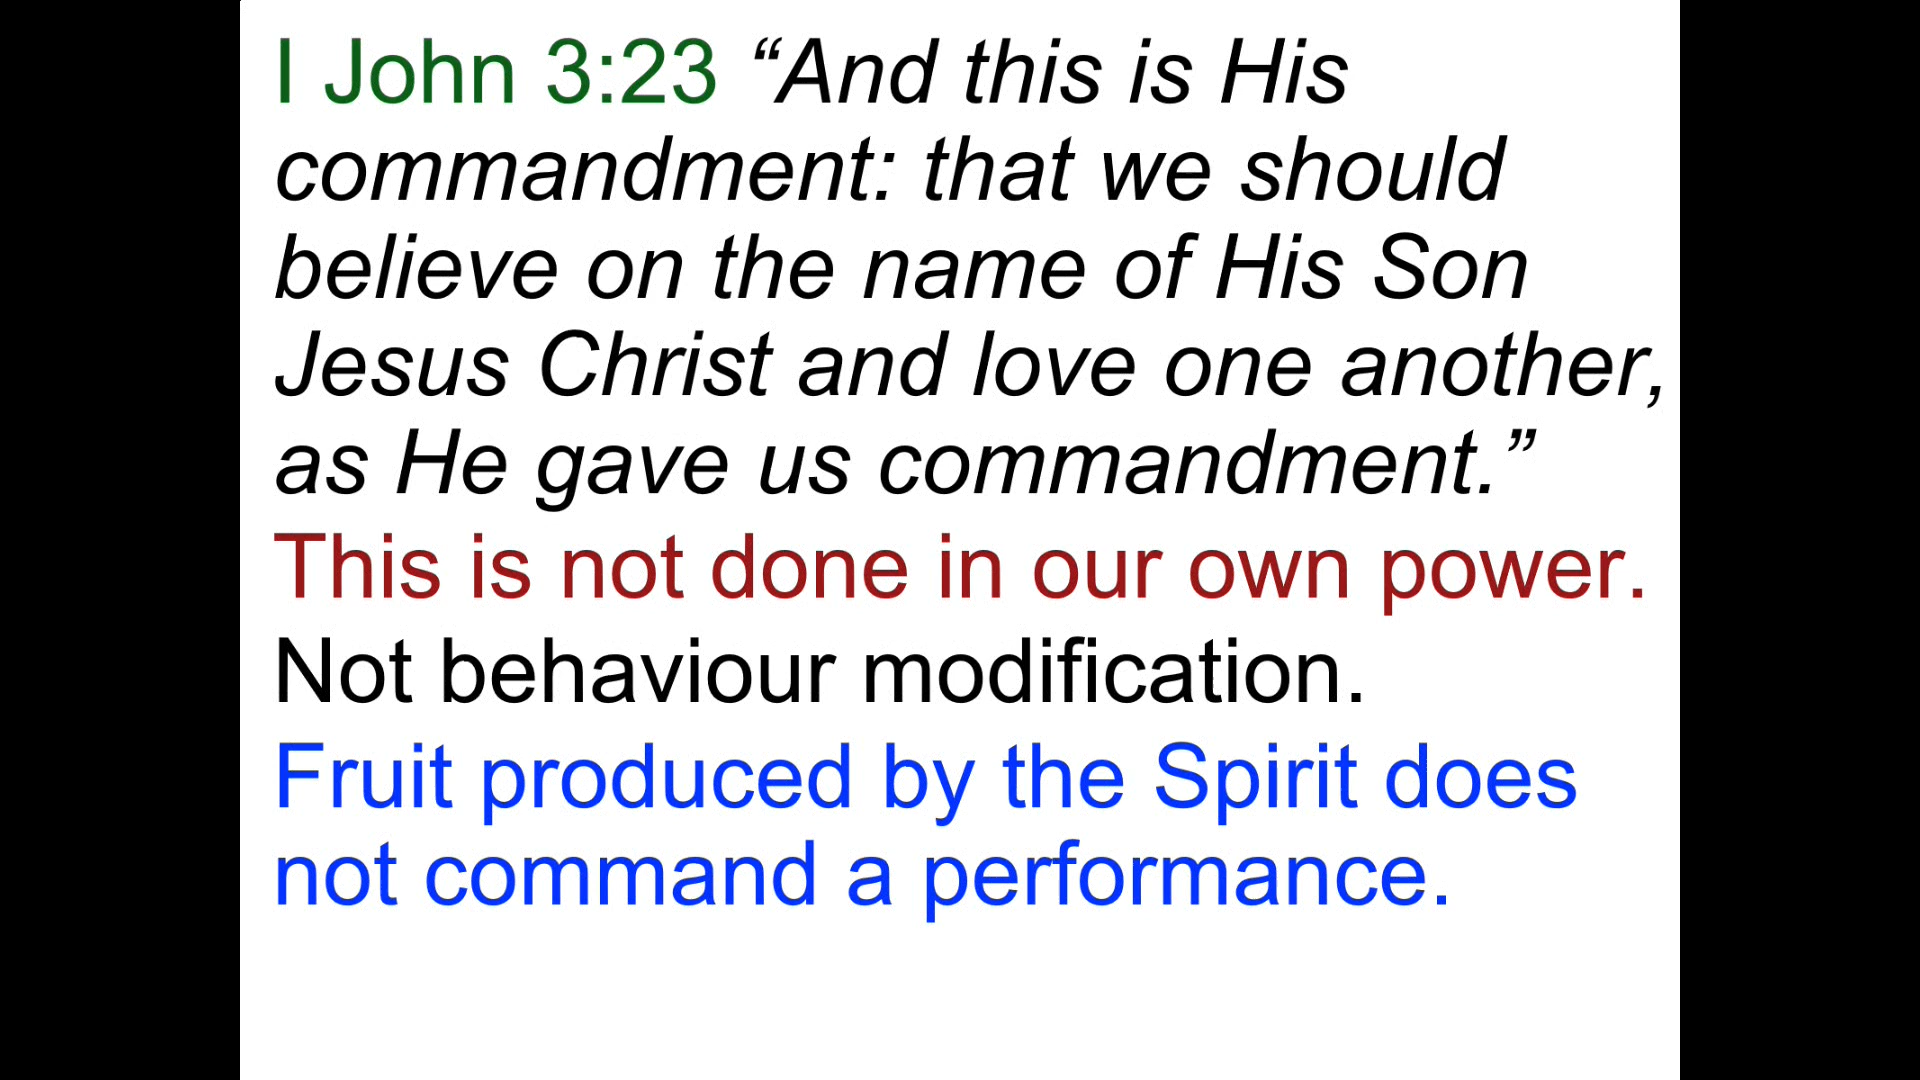 I John 3:23 “And this is His
commandment: that we should
believe on the name of His Son
Jesus Christ and love one another,
as He gave us commandment.”
This is not done in our own power.
Not behaviour modification.
Fruit produced by the Spirit does
not command a performance.